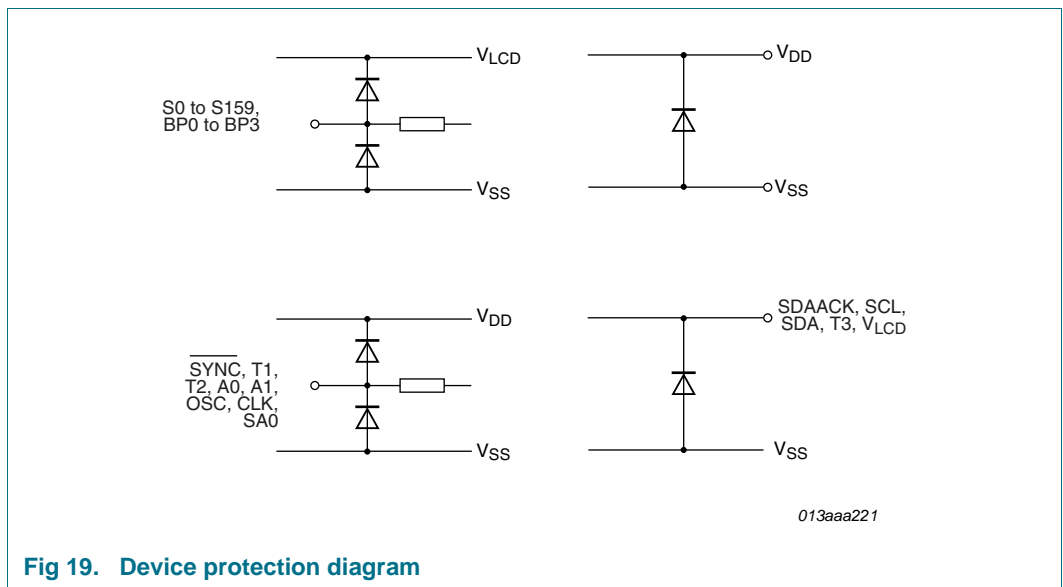 VLCD
S0 to S159,
BP0 to BP3
VSS
VDD
VSS
VDD
SYNC, T1,
T2, A0, A1,
OSC, CLK,
SA0
VSS
SDAACK, SCL,
SDA, T3, VLCD
VSS
013aaa221
Fig 19. Device protection diagram